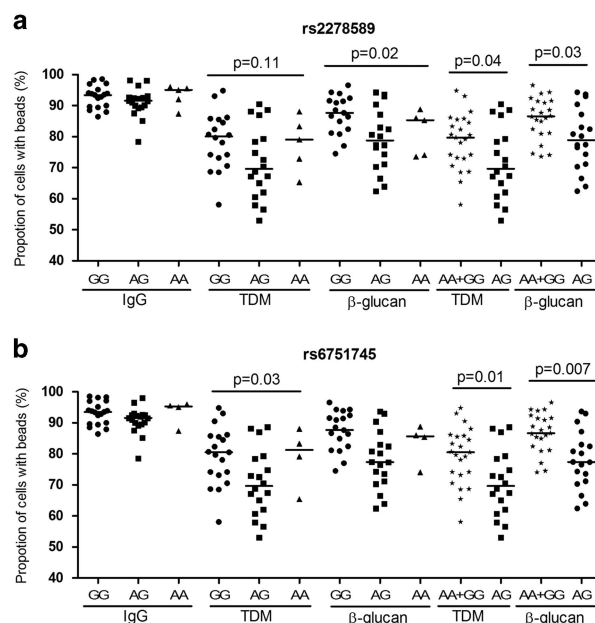 a
rs2278589
p=0.11
p=0.02
p=0.04
p=0.03
Propotion of cells with beads (%)
100
90
80
70
60
50
40
GG AG AA GG AG AA GG AG AA AA+GG AG AA+GG AG
IgG TDM β-glucan TDM β-glucan
b
rs6751745
p=0.03
p=0.01
p=0.007
Propotion of cells with beads (%)
100
90
80
70
60
50
40
GG AG AA GG AG AA GG AG AA AA+GG AG AA+GG AG
IgG TDM β-glucan TDM β-glucan